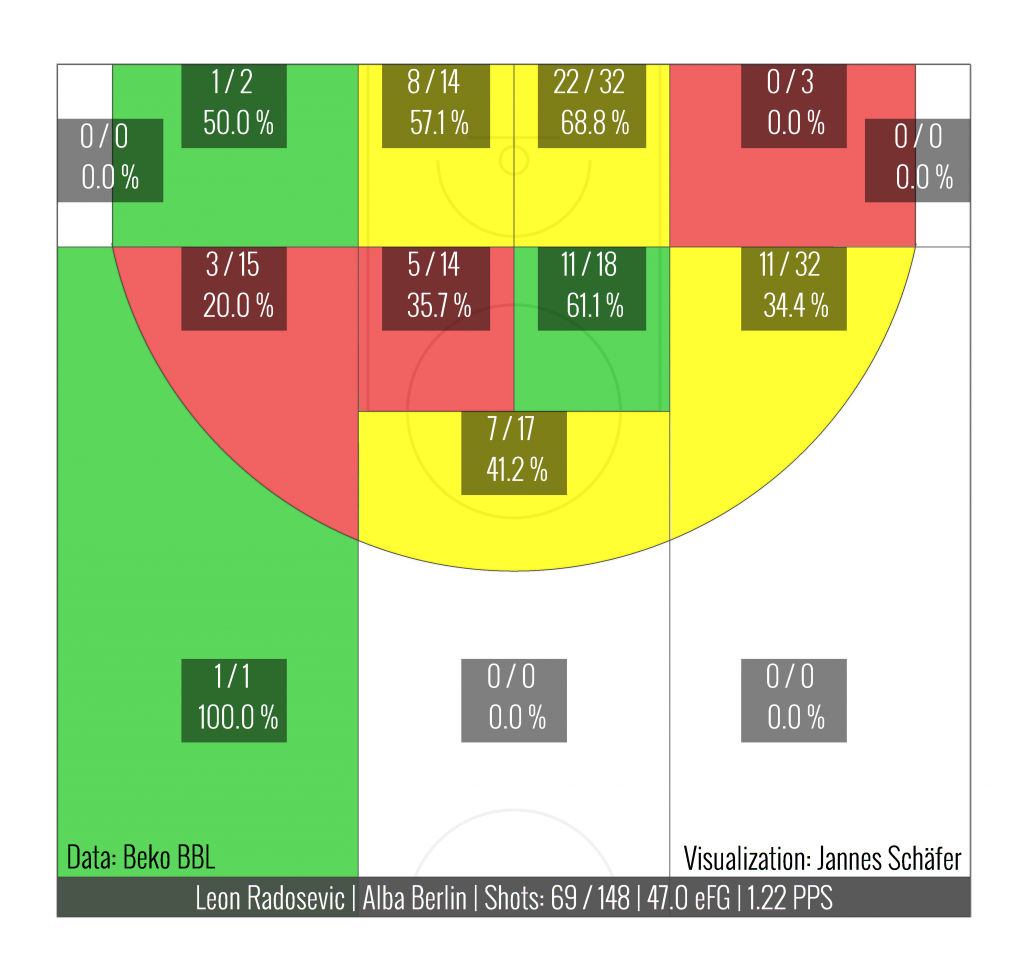 1 / 2
50.0 %
8 / 14
57.1 %
22 / 32
68.8 %
0 / 3
0.0 %
0 / 0
0.0 %
0 / 0
0.0 %
3 / 15
20.0 %
5 / 14
35.7 %
11 / 18
61.1 %
11 / 32
34.4 %
7 / 17
41.2 %
1 / 1
100.0 %
0 / 0
0.0 %
0 / 0
0.0 %
Data: Beko BBL
Visualization: Jannes Schäfer
Leon Radosevic | Alba Berlin | Shots: 69 / 148 | 47.0 eFG | 1.22 PPS